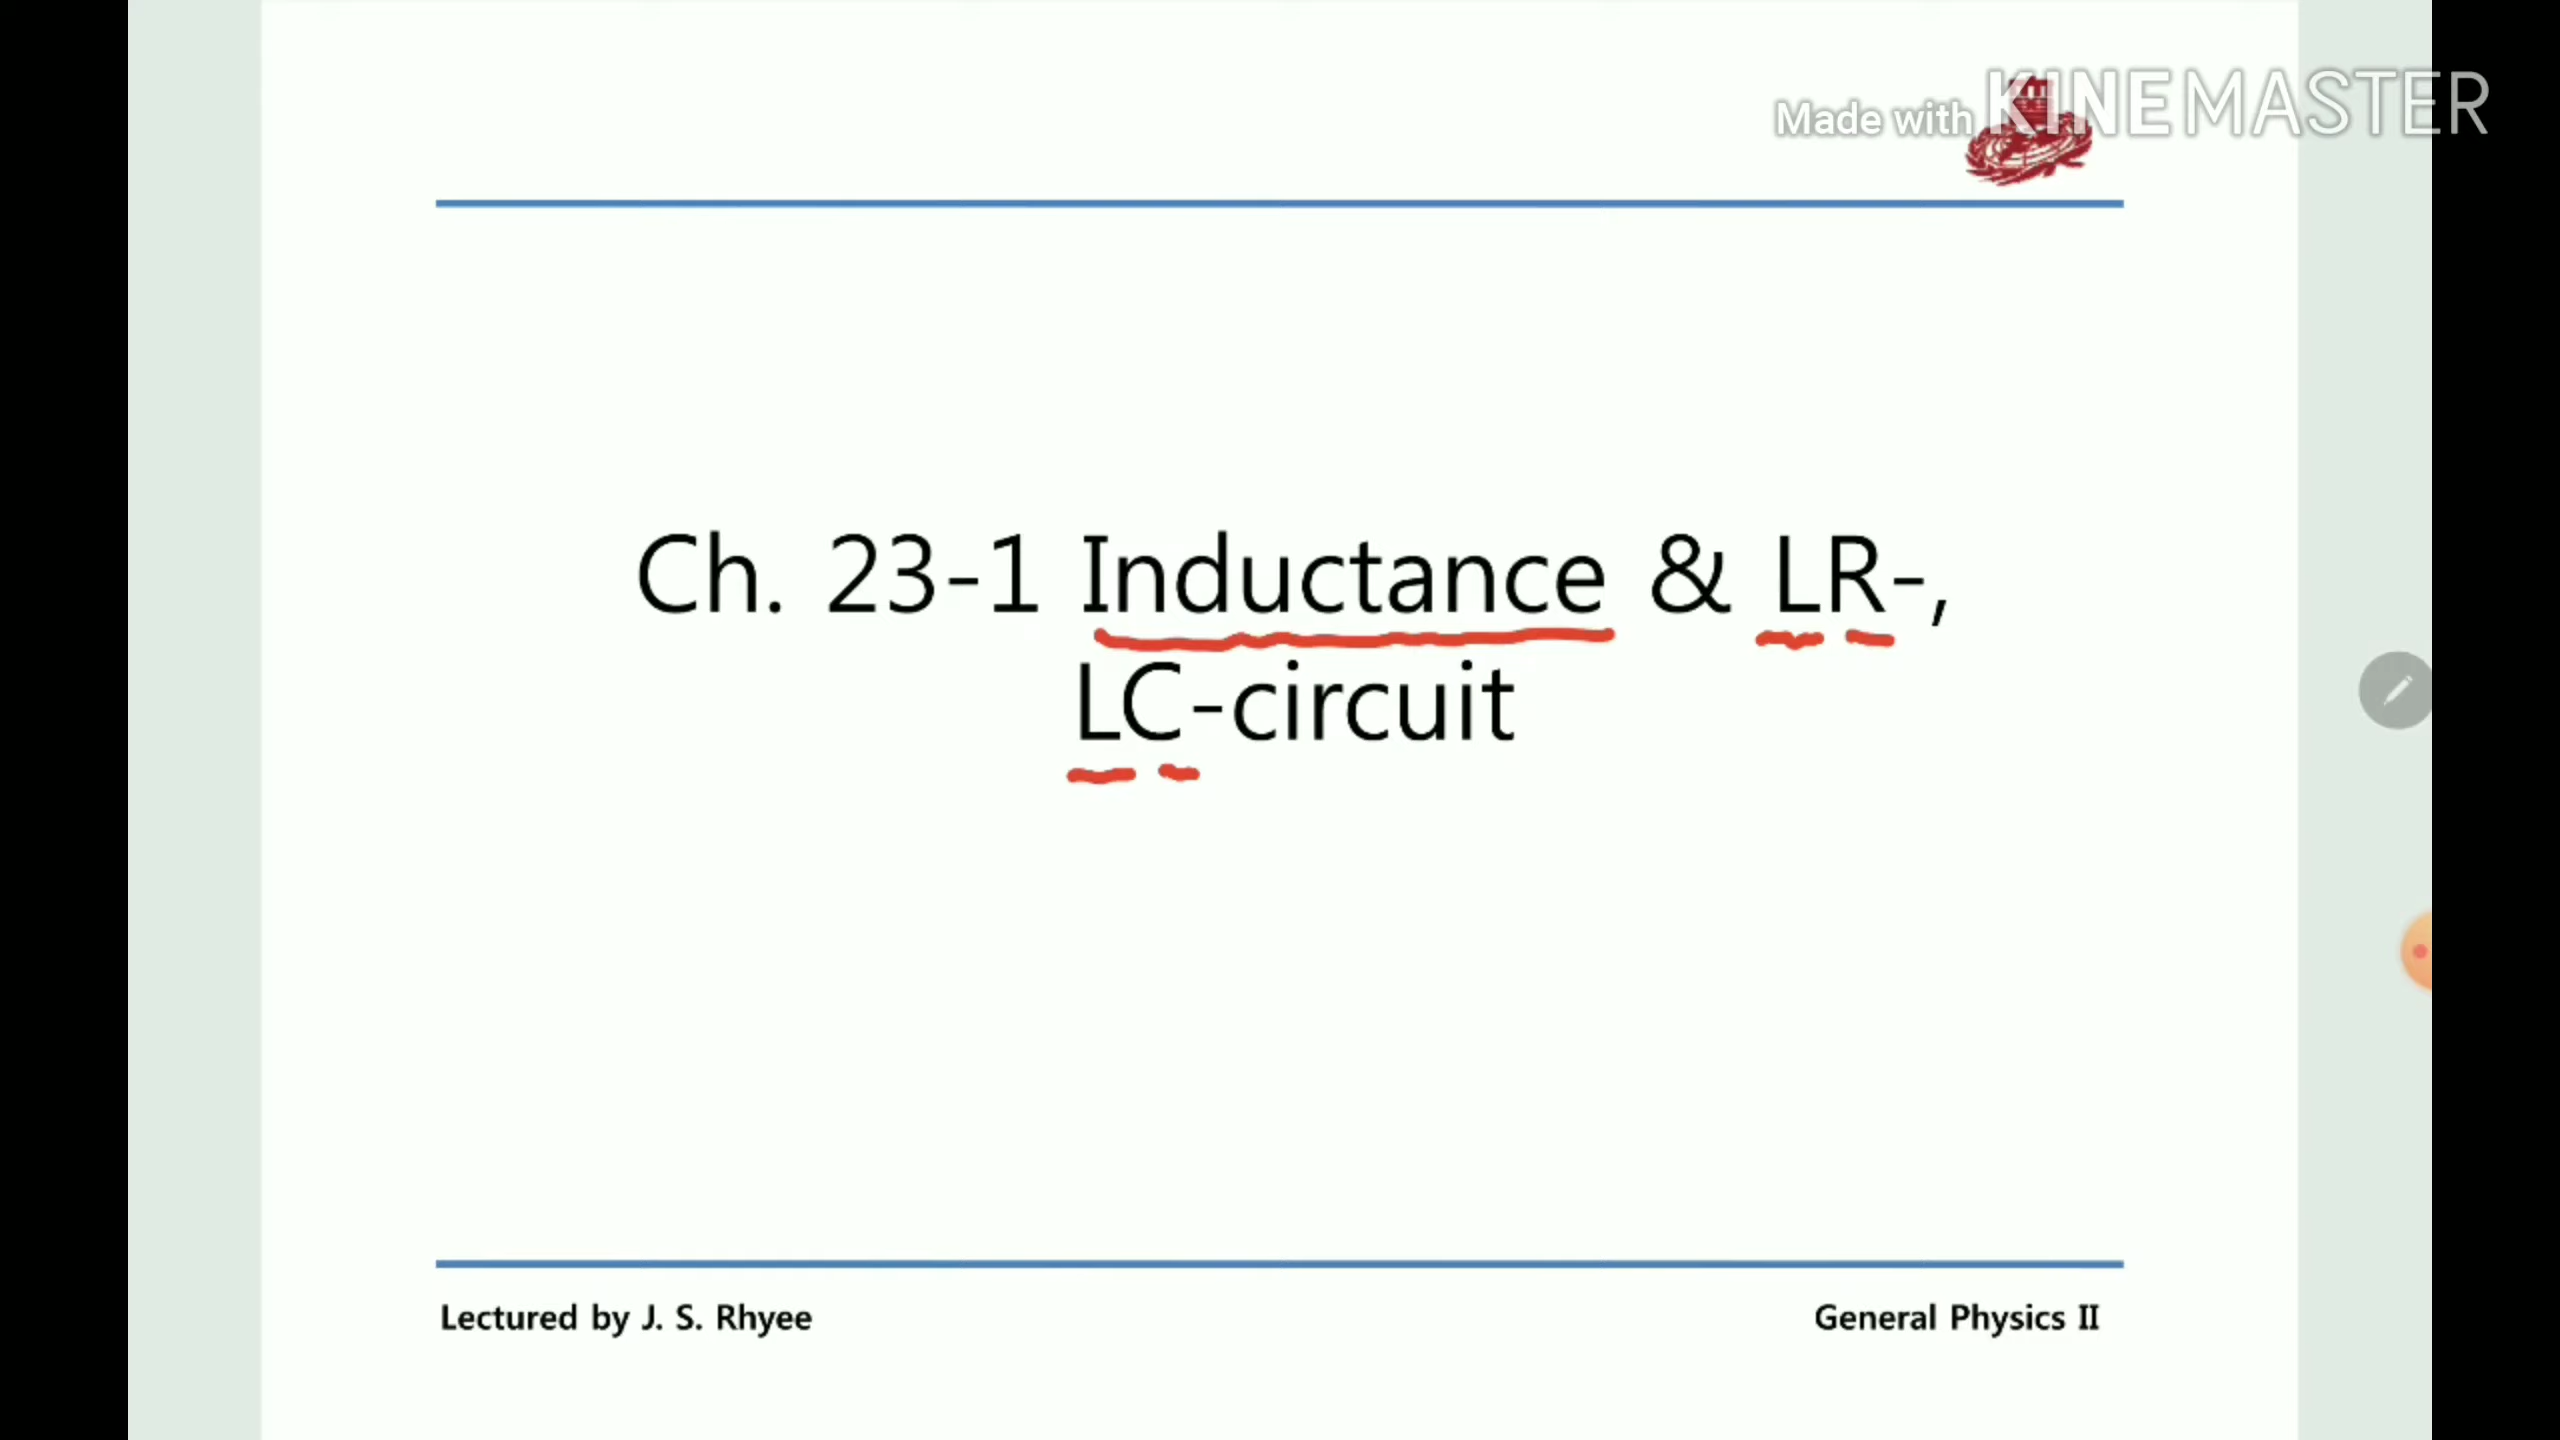 Made with KINEMASTER
Ch. 23-1 Inductance & LR-,
LC-circuit
Lectured by J. S. Rhyee
General Physics II